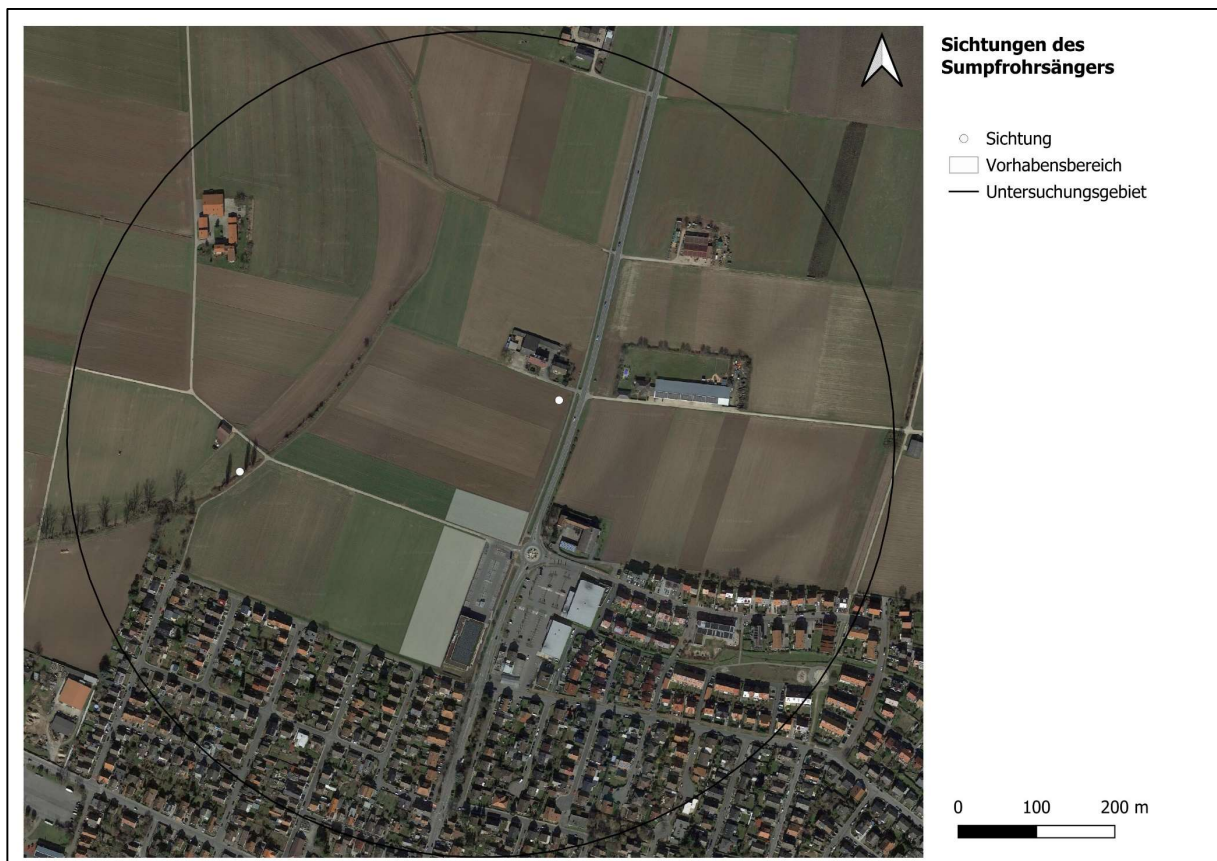 Sichtungen des
Sumpfrohrsängers
Sichtung
Vorhabensbereich
Untersuchungsgebiet
0 100 200 m